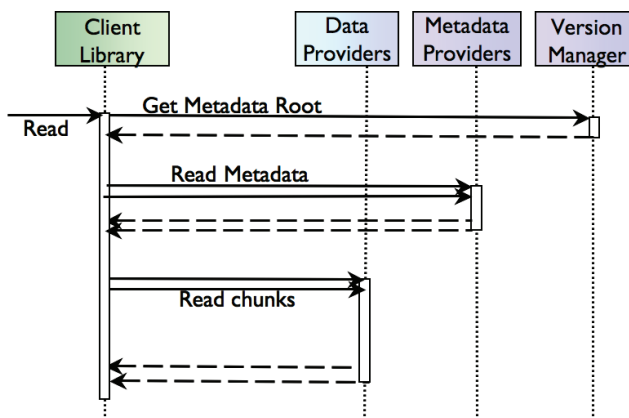 Client
Library
Data
Providers
Metadata
Providers
Version
Manager
Get Metadata Root
Read
Read Metadata
Read chunks